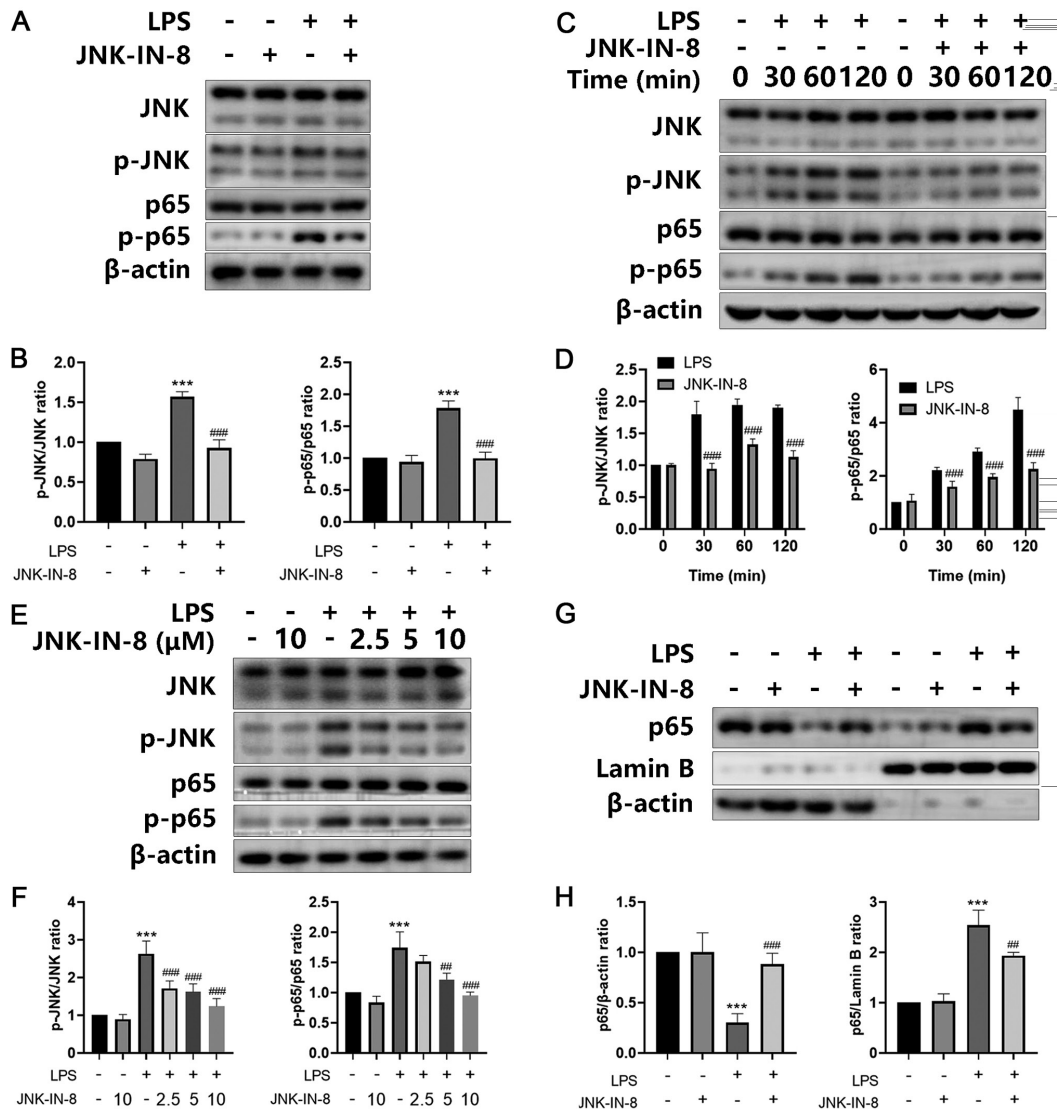 A
LPS - - + +
JNK-IN-8 - + - +
JNK
p-JNK
p65
p-p65
β-actin
B
p-JNK/JNK ratio
2.0
1.5
1.0
0.5
0.0
***
###
LPS - - + +
JNK-IN-8 - + - +
p-p65/p65 ratio
2.5
2.0
1.5
1.0
0.5
0.0
***
###
LPS - - + +
JNK-IN-8 - + - +
C
LPS - + + + - + + +
JNK-IN-8 - - - - - + + +
Time (min) 0 30 60 120 0 30 60 120
JNK
p-JNK
p65
p-p65
β-actin
D
LPS
JNK-IN-8
p-JNK/JNK ratio
2.5
2.0
1.5
1.0
0.5
0.0
### ### ###
0 30 60 120
Time (min)
LPS
JNK-IN-8
p-p65/p65 ratio
6
4
2
0
### ### ###
0 30 60 120
Time (min)
E
LPS - - + + + +
JNK-IN-8 (μM) - 10 - 2.5 5 10
JNK
p-JNK
p65
p-p65
β-actin
F
p-JNK/JNK ratio
4
3
2
1
0
*** ### ### ###
LPS - - + + + +
JNK-IN-8 - 10 - 2.5 5 10
p-p65/p65 ratio
2.5
2.0
1.5
1.0
0.5
0.0
*** ## ###
LPS - - + + + +
JNK-IN-8 - 10 - 2.5 5 10
G
LPS - - + + - - + +
JNK-IN-8 - + - + - + - +
p65
Lamin B
β-actin
H
p65/β-actin ratio
1.5
1.0
0.5
0.0
***
###
LPS - - + +
JNK-IN-8 - + - +
p65/Lamin B ratio
3
2
1
0
***
##
LPS - - + +
JNK-IN-8 - + - +